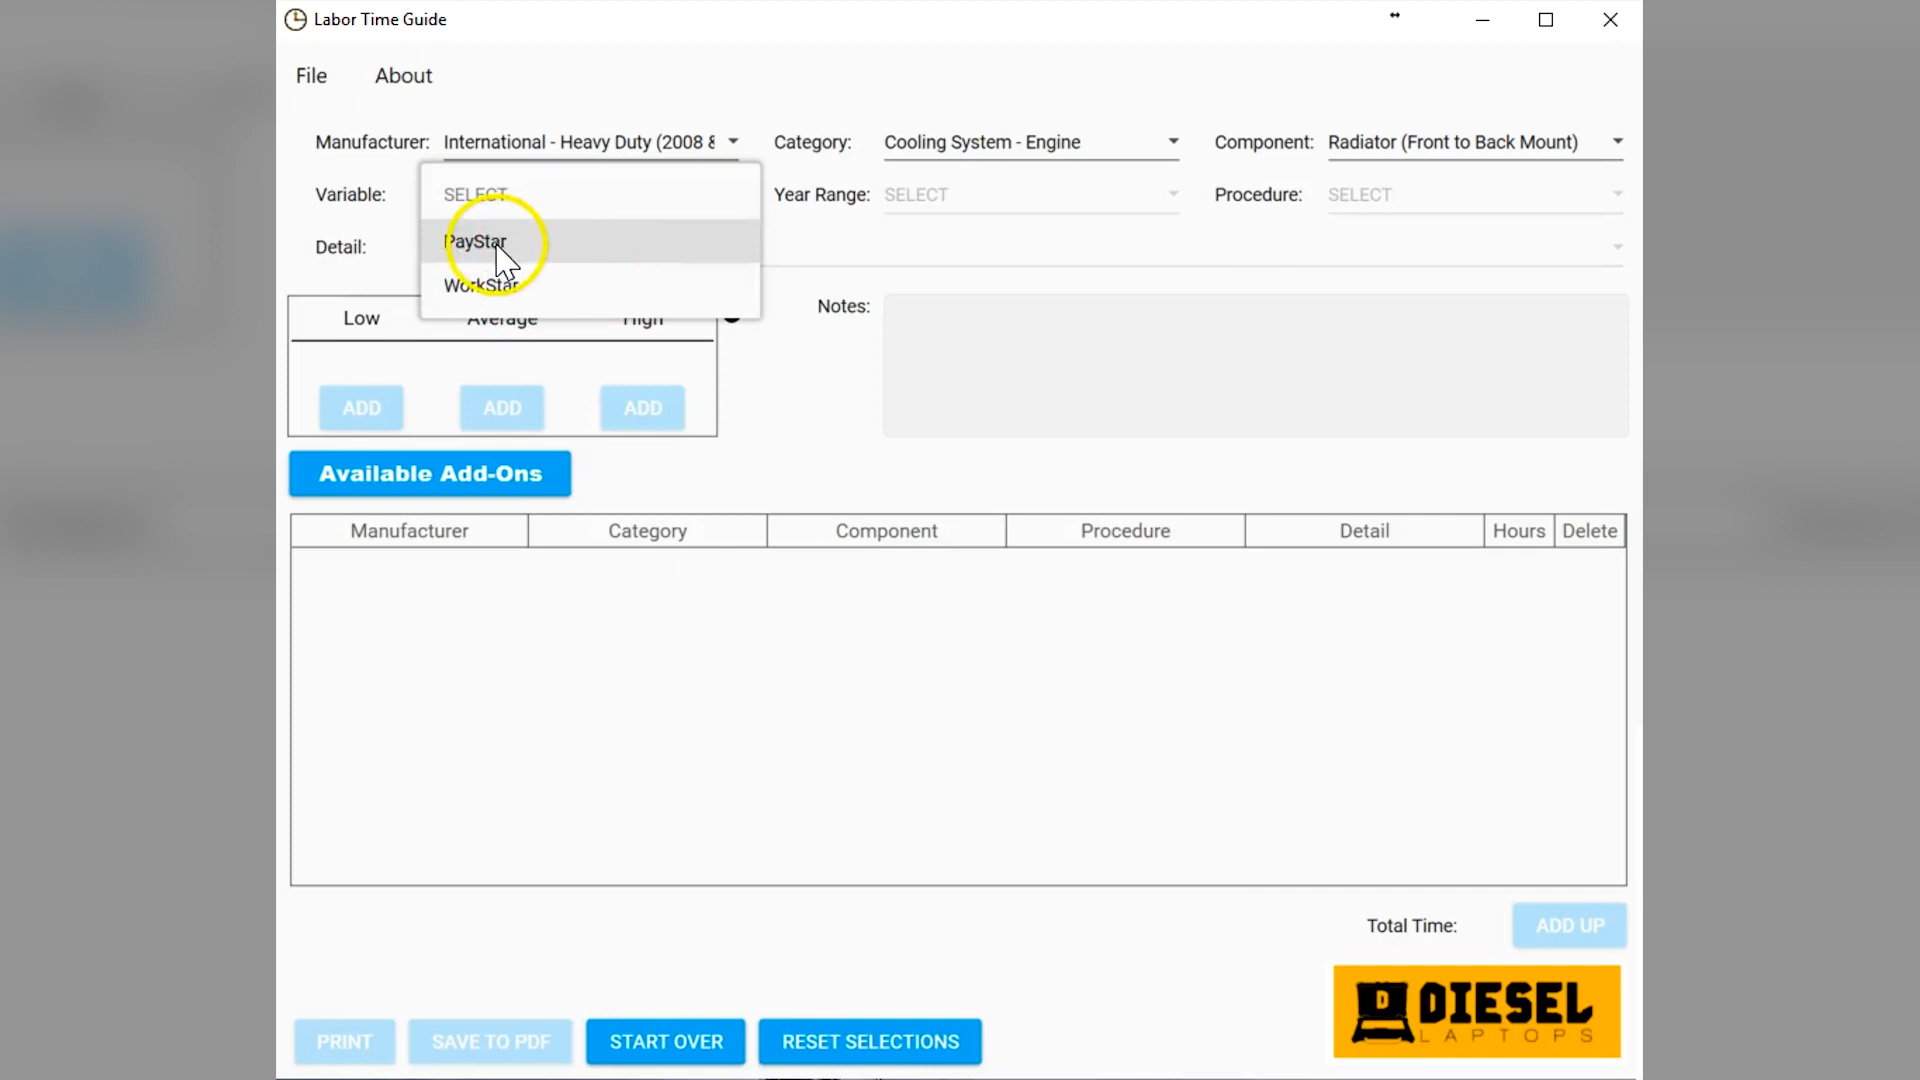 Labor Time Guide
File About
Manufacturer: International - Heavy Duty (2008 & Category: Cooling System - Engine Component: Radiator (Front to Back Mount)
Variable: SELECT Year Range: SELECT Procedure: SELECT
Detail: PayStar
WorkStar
Notes:
Low Average High
ADD ADD ADD
Available Add-Ons
Manufacturer Category Component Procedure Detail Hours Delete
Total Time: ADD UP
DIESEL
LAPTOPS
PRINT SAVE TO PDF START OVER RESET SELECTIONS